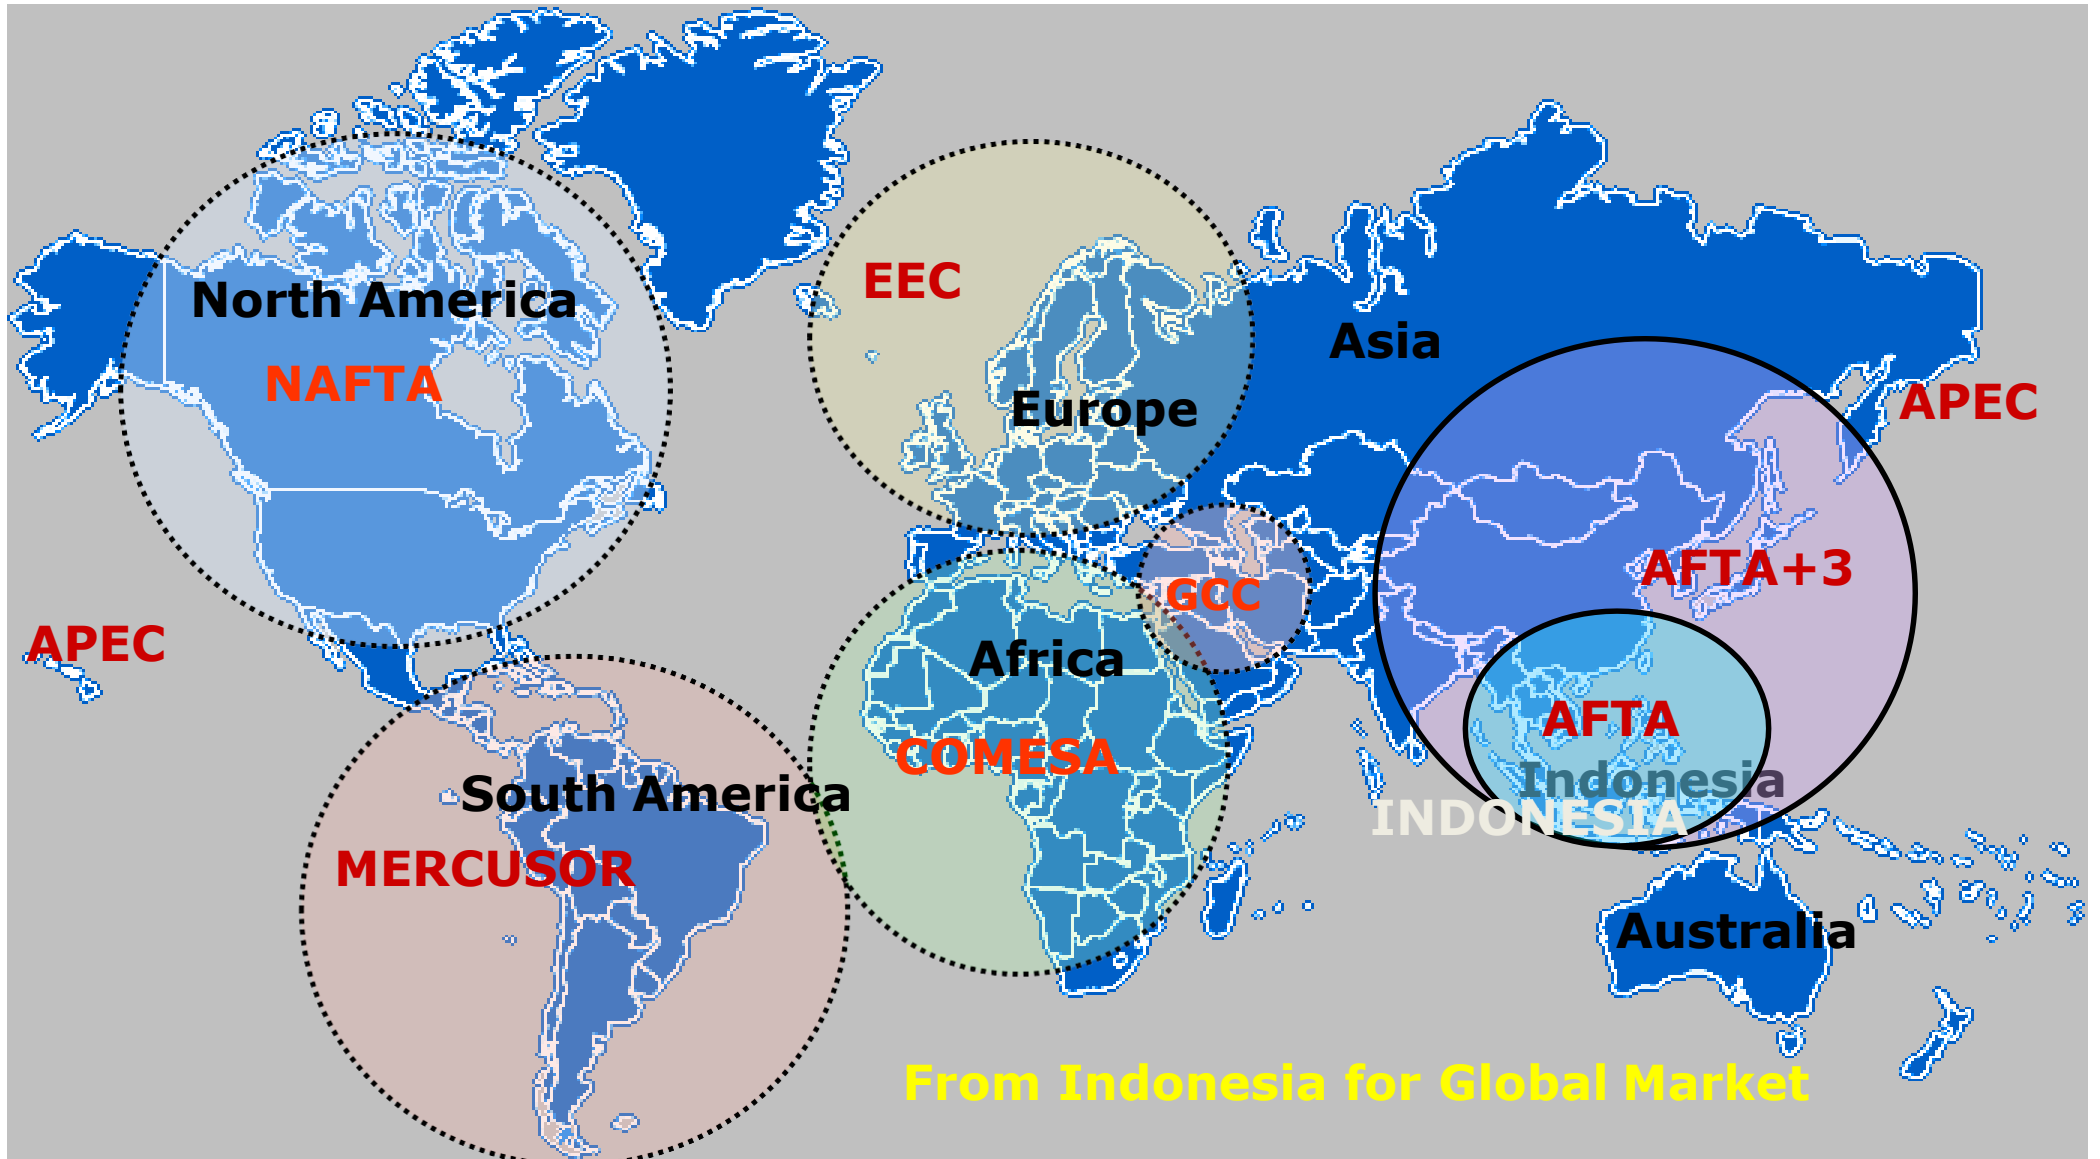 EEC
North America
Asia
NAFTA
Europe
APEC
AFTA+3
GCC
APEC
Africa
AFTA
COMESA
Indonesia
South America
INDONESIA
MERCUSOR
Australia
From Indonesia for Global Market